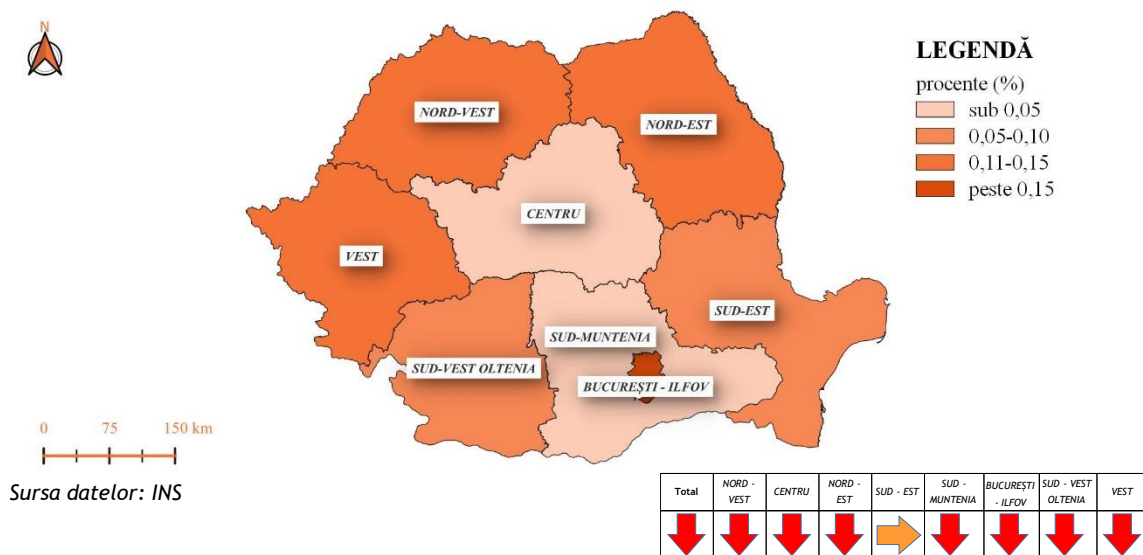 N
LEGENDĂ
procente (%)
sub 0,05
0,05-0,10
0,11-0,15
peste 0,15
NORD-VEST
NORD-EST
CENTRU
VEST
SUD-EST
SUD-MUNTENIA
SUD-VEST OLTENIA
BUCUREȘTI - ILFOV
0 75 150 km
Sursa datelor: INS
Total
NORD -
VEST
CENTRU
NORD -
EST
SUD - EST
SUD -
MUNTENIA
BUCUREȘTI
- ILFOV
SUD - VEST
OLTENIA
VEST